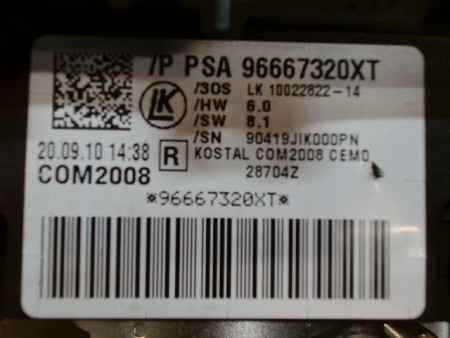 /P PSA 96667320XT
/3OS LK 10022822-14
/HW 6.0
/SW 8.1
/SN 90419JIK000PN
20.09.10 14:38 R KOSTAL COM2008 CEM0
COM2008 28704Z
*96667320XT*